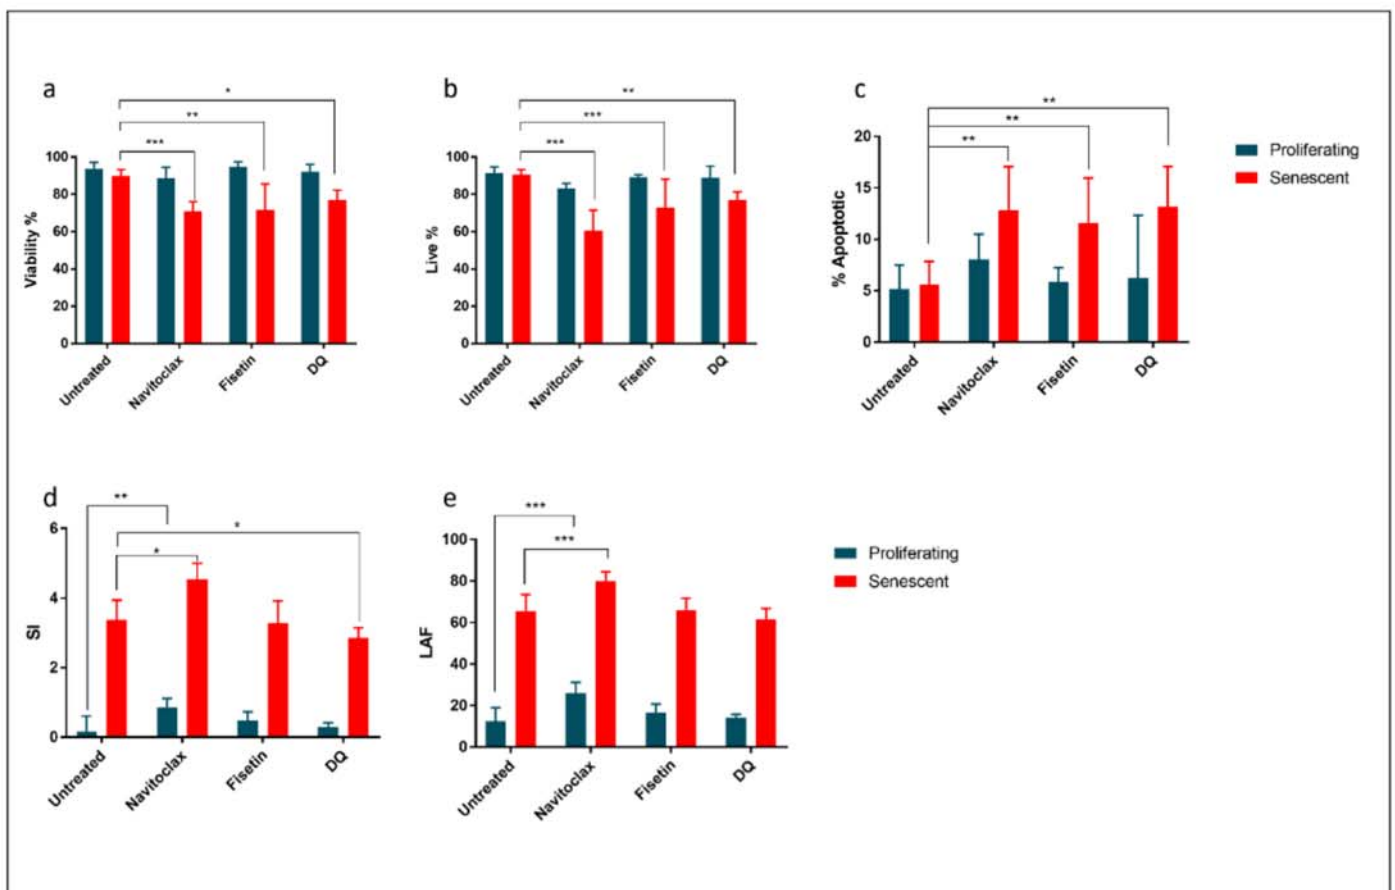 a
*
**
***
Viability %
100
80
60
40
20
0
Untreated
Navitoclax
Fisetin
DQ
b
**
***
***
Live %
100
80
60
40
20
0
Untreated
Navitoclax
Fisetin
DQ
c
**
**
**
% Apoptotic
20
15
10
5
0
Untreated
Navitoclax
Fisetin
DQ
Proliferating
Senescent
d
**
*
*
SI
6
4
2
0
Untreated
Navitoclax
Fisetin
DQ
e
***
***
LAF
100
80
60
40
20
0
Untreated
Navitoclax
Fisetin
DQ
Proliferating
Senescent